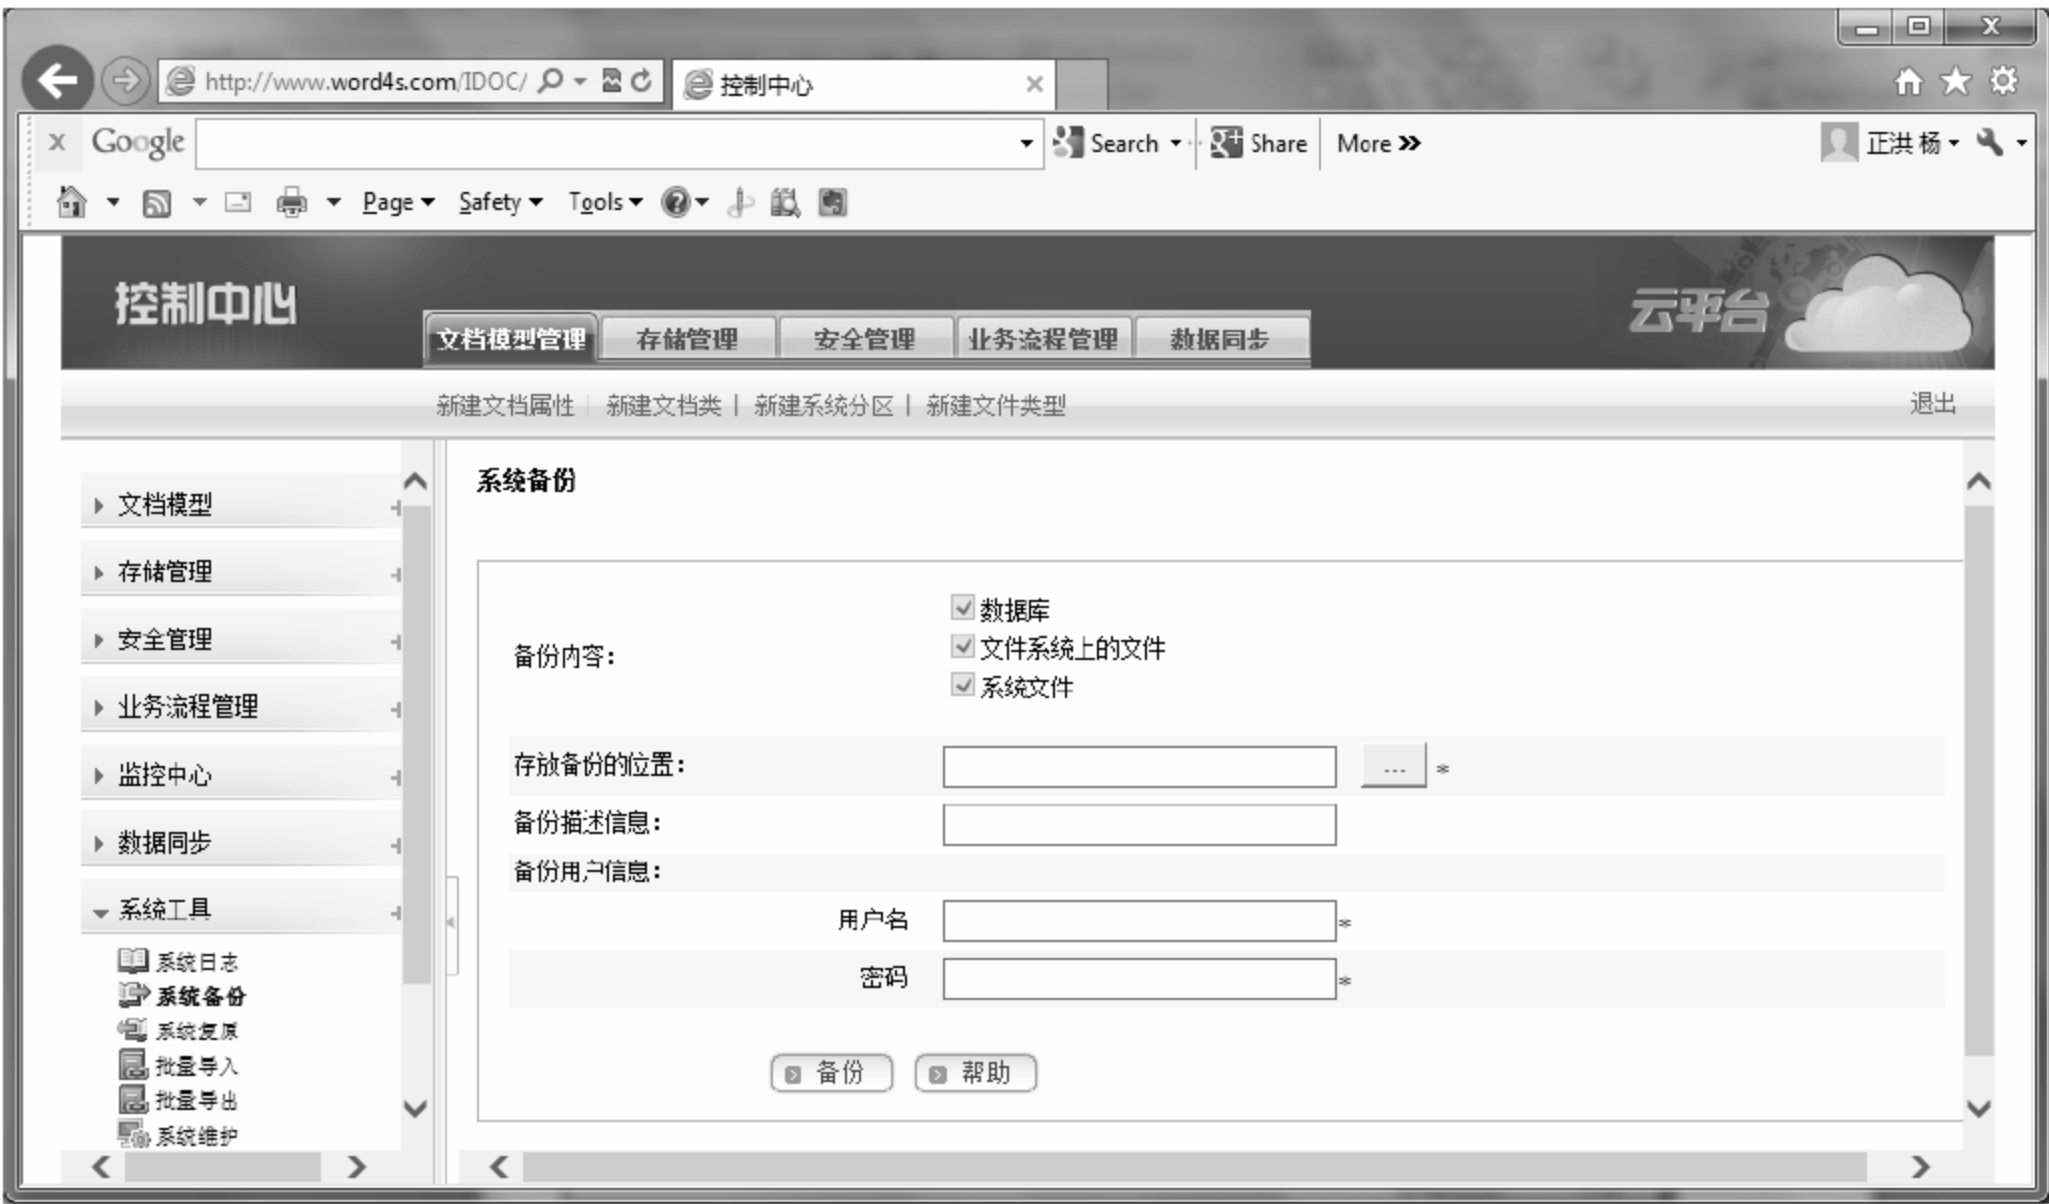 http://www.word4s.com/IDOC/
控制中心
X
x Google Search Share More »
正洪 杨
Page Safety Tools
控制中心
云平台
文档模型管理 存储管理 安全管理 业务流程管理 数据同步
新建文档属性 | 新建文档类 | 新建系统分区 | 新建文件类型
退出
文档模型
存储管理
安全管理
业务流程管理
监控中心
数据同步
系统工具
系统日志
系统备份
系统复原
批量导入
批量导出
系统维护
系统备份
备份内容:
数据库
文件系统上的文件
系统文件
存放备份的位置: ... *
备份描述信息:
备份用户信息:
用户名 *
密码 *
备份 帮助